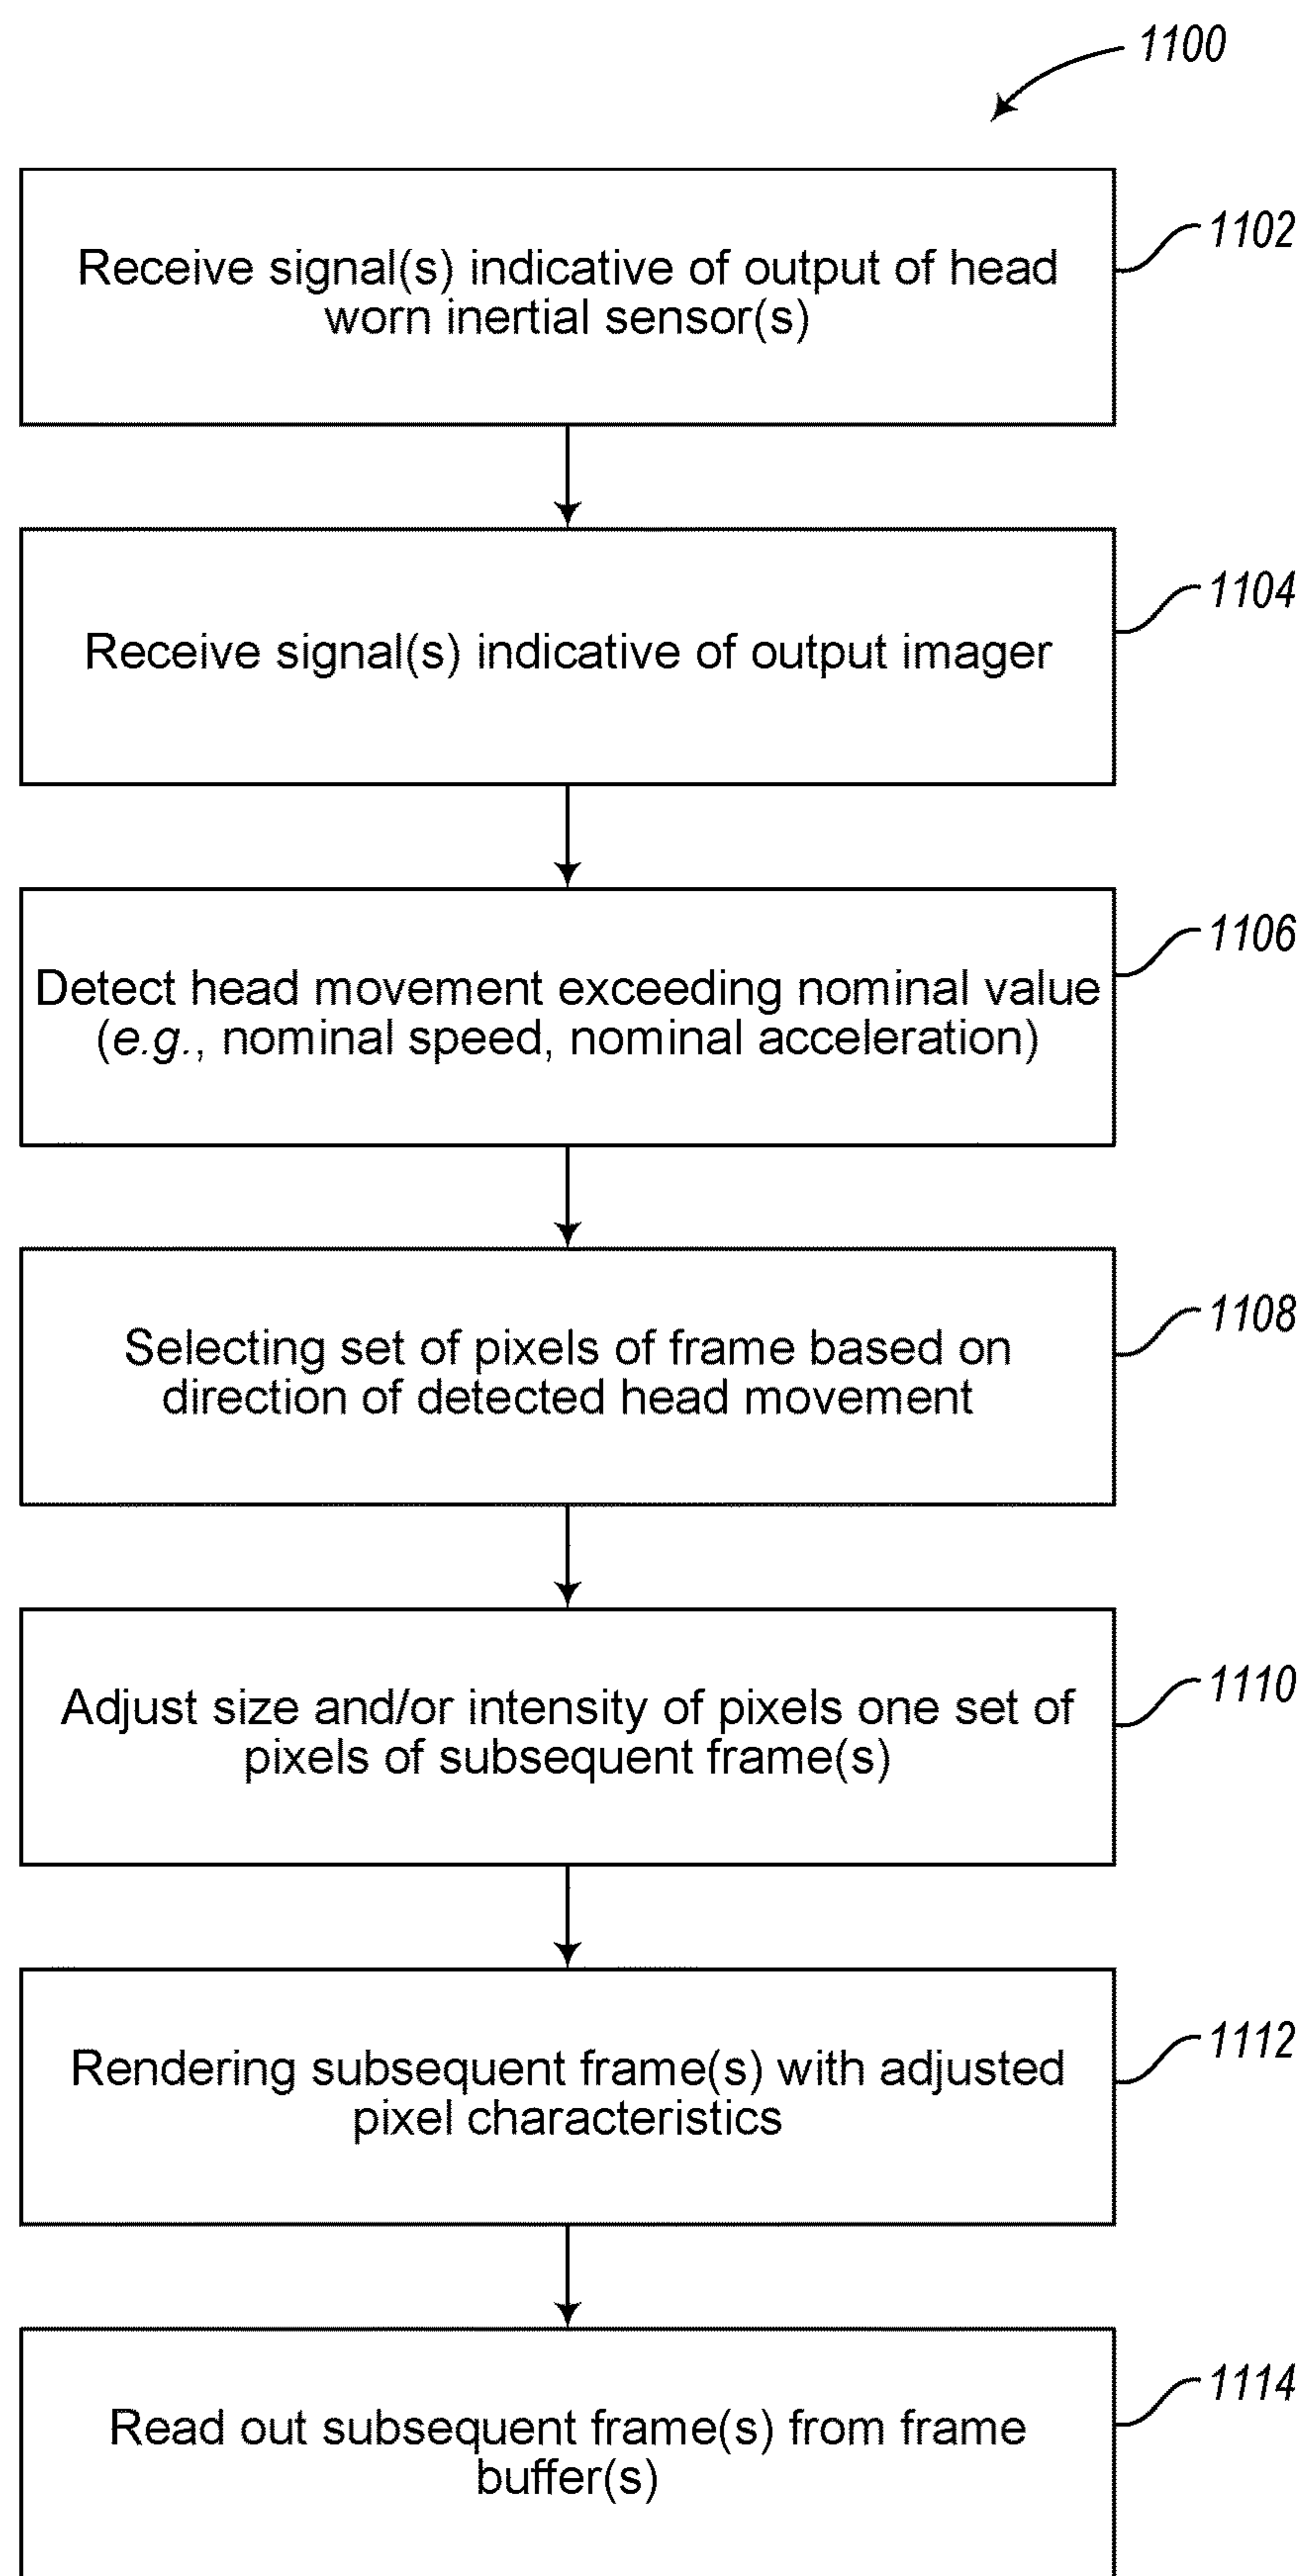 1100
Receive signal(s) indicative of output of head
worn inertial sensor(s)
1102
Receive signal(s) indicative of output imager
1104
Detect head movement exceeding nominal value
(e.g., nominal speed, nominal acceleration)
1106
Selecting set of pixels of frame based on
direction of detected head movement
1108
Adjust size and/or intensity of pixels one set of
pixels of subsequent frame(s)
1110
Rendering subsequent frame(s) with adjusted
pixel characteristics
1112
Read out subsequent frame(s) from frame
buffer(s)
1114